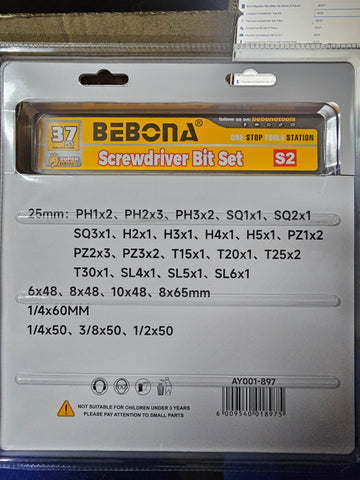 37
follow us on: bebonatools
BEBONA
ONE STOP TOOLS STATION
Screwdriver Bit Set
S2
25mm: PH1x2、PH2x3、PH3x2、SQ1x1、SQ2x1
SQ3x1、H2x1、H3x1、H4x1、H5x1、PZ1x2
PZ2x3、PZ3x2、T15x1、T20x1、T25x2
T30x1、SL4x1、SL5x1、SL6x1
6x48、8x48、10x48、8x65mm
1/4x60MM
1/4x50、3/8x50、1/2x50
AY001-897
NOT SUITABLE FOR CHILDREN UNDER 3 YEARS
PLEASE PAY ATTENTION TO SMALL PARTS
6009540018975